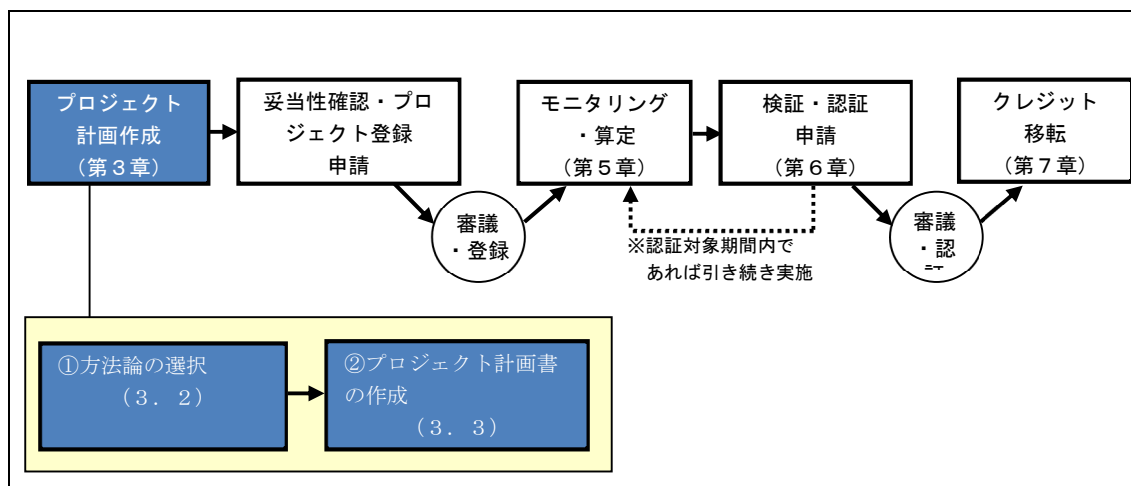 プロジェクト
計画作成
（第３章）
妥当性確認・プロ
ジェクト登録
申請
審議
・登録
モニタリング
・算定
（第５章）
検証・認証
申請
（第６章）
※認証対象期間内で
あれば引き続き実施
審議
・認
クレジット
移転
（第７章）
①方法論の選択
（３．２）
②プロジェクト計画書
の作成
（３．３）